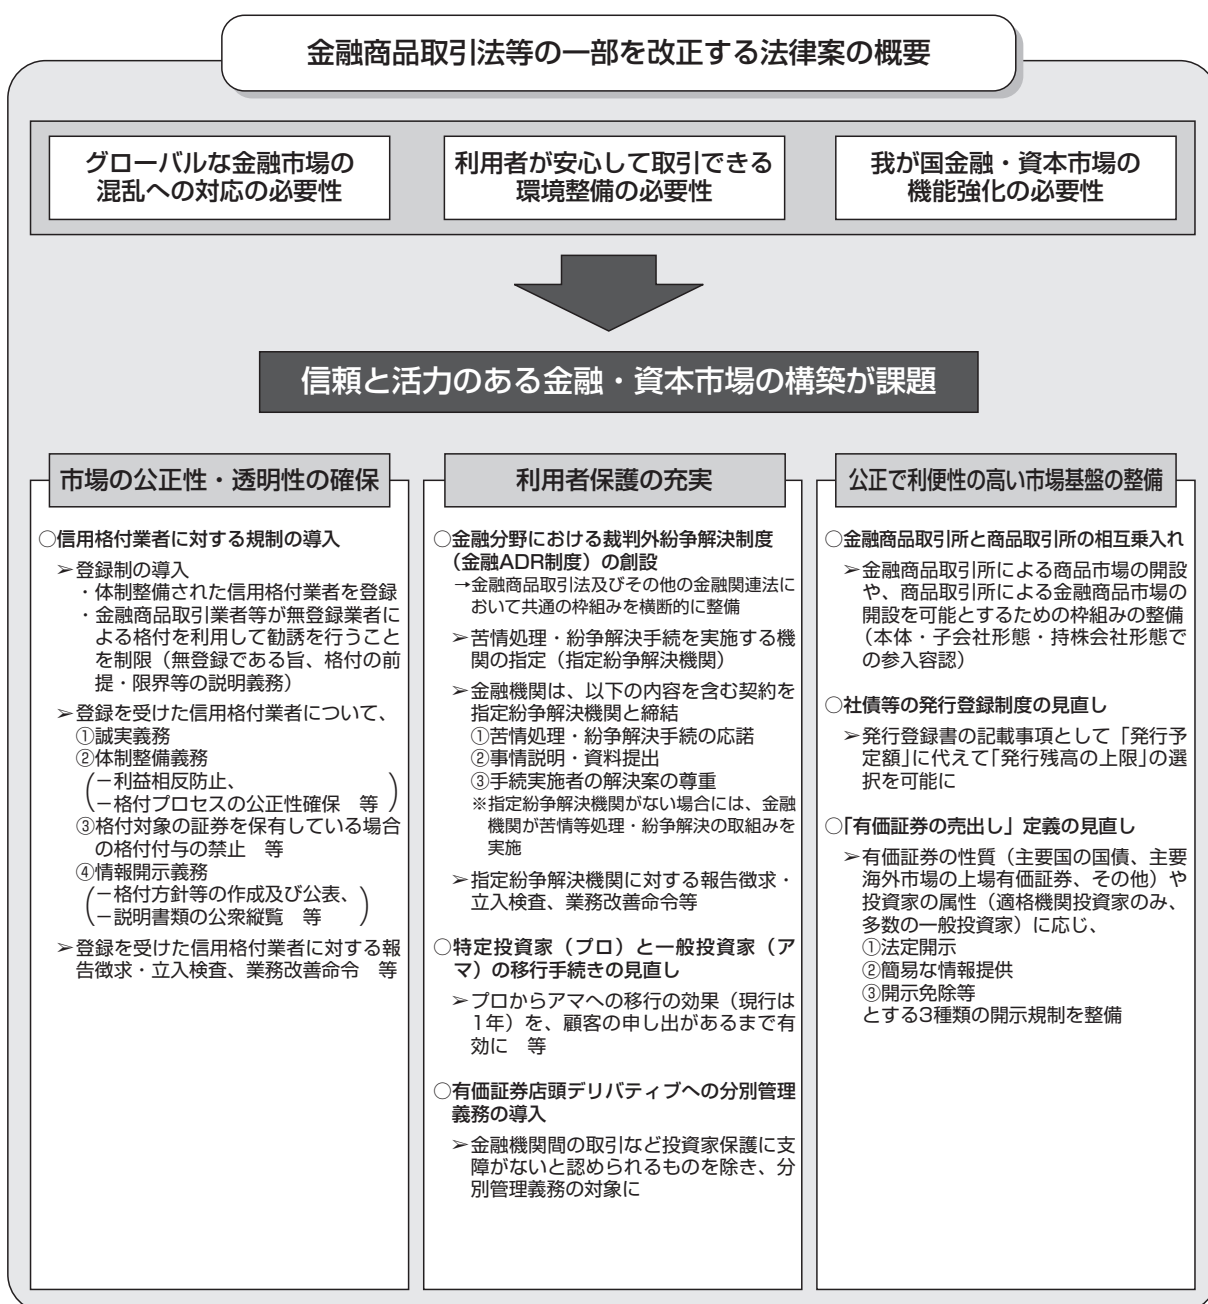 金融商品取引法等の一部を改正する法律案の概要
グローバルな金融市場の
混乱への対応の必要性
利用者が安心して取引できる
環境整備の必要性
我が国金融・資本市場の
機能強化の必要性
信頼と活力のある金融・資本市場の構築が課題
市場の公正性・透明性の確保
○信用格付業者に対する規制の導入
➢登録制の導入
・体制整備された信用格付業者を登録
・金融商品取引業者等が無登録業者に
よる格付を利用して勧誘を行うこと
を制限（無登録である旨、格付の前
提・限界等の説明義務）
➢登録を受けた信用格付業者について、
①誠実義務
②体制整備義務
（－利益相反防止、
－格付プロセスの公正性確保　等）
③格付対象の証券を保有している場合
の格付付与の禁止　等
④情報開示義務
（－格付方針等の作成及び公表、
－説明書類の公衆縦覧　等）
➢登録を受けた信用格付業者に対する報
告徴求・立入検査、業務改善命令　等
利用者保護の充実
○金融分野における裁判外紛争解決制度
（金融ADR制度）の創設
→金融商品取引法及びその他の金融関連法に
おいて共通の枠組みを横断的に整備
➢苦情処理・紛争解決手続を実施する機
関の指定（指定紛争解決機関）
➢金融機関は、以下の内容を含む契約を
指定紛争解決機関と締結
①苦情処理・紛争解決手続の応諾
②事情説明・資料提出
③手続実施者の解決案の尊重
※指定紛争解決機関がない場合には、金融
機関が苦情等処理・紛争解決の取組みを
実施
➢指定紛争解決機関に対する報告徴求・
立入検査、業務改善命令等
○特定投資家（プロ）と一般投資家（ア
マ）の移行手続きの見直し
➢プロからアマへの移行の効果（現行は
1年）を、顧客の申し出があるまで有
効に　等
○有価証券店頭デリバティブへの分別管理
義務の導入
➢金融機関間の取引など投資家保護に支
障がないと認められるものを除き、分
別管理義務の対象に
公正で利便性の高い市場基盤の整備
○金融商品取引所と商品取引所の相互乗入れ
➢金融商品取引所による商品市場の開設
や、商品取引所による金融商品市場の
開設を可能とするための枠組みの整備
（本体・子会社形態・持株会社形態で
の参入容認）
○社債等の発行登録制度の見直し
➢発行登録書の記載事項として「発行予
定額」に代えて「発行残高の上限」の選
択を可能に
○「有価証券の売出し」定義の見直し
➢有価証券の性質（主要国の国債、主要
海外市場の上場有価証券、その他）や
投資家の属性（適格機関投資家のみ、
多数の一般投資家）に応じ、
①法定開示
②簡易な情報提供
③開示免除等
とする3種類の開示規制を整備